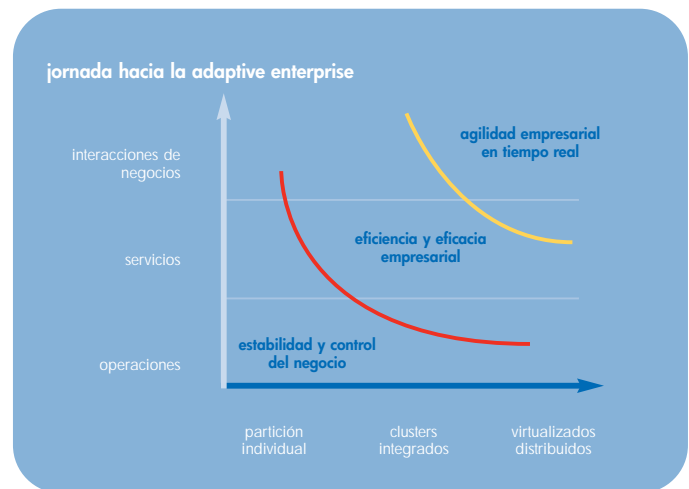 jornada hacia la adaptive enterprise
interacciones de
negocios
agilidad empresarial
en tiempo real
servicios
eficiencia y eficacia
empresarial
operaciones
estabilidad y control
del negocio
partición
individual
clusters
integrados
virtualizados
distribuidos